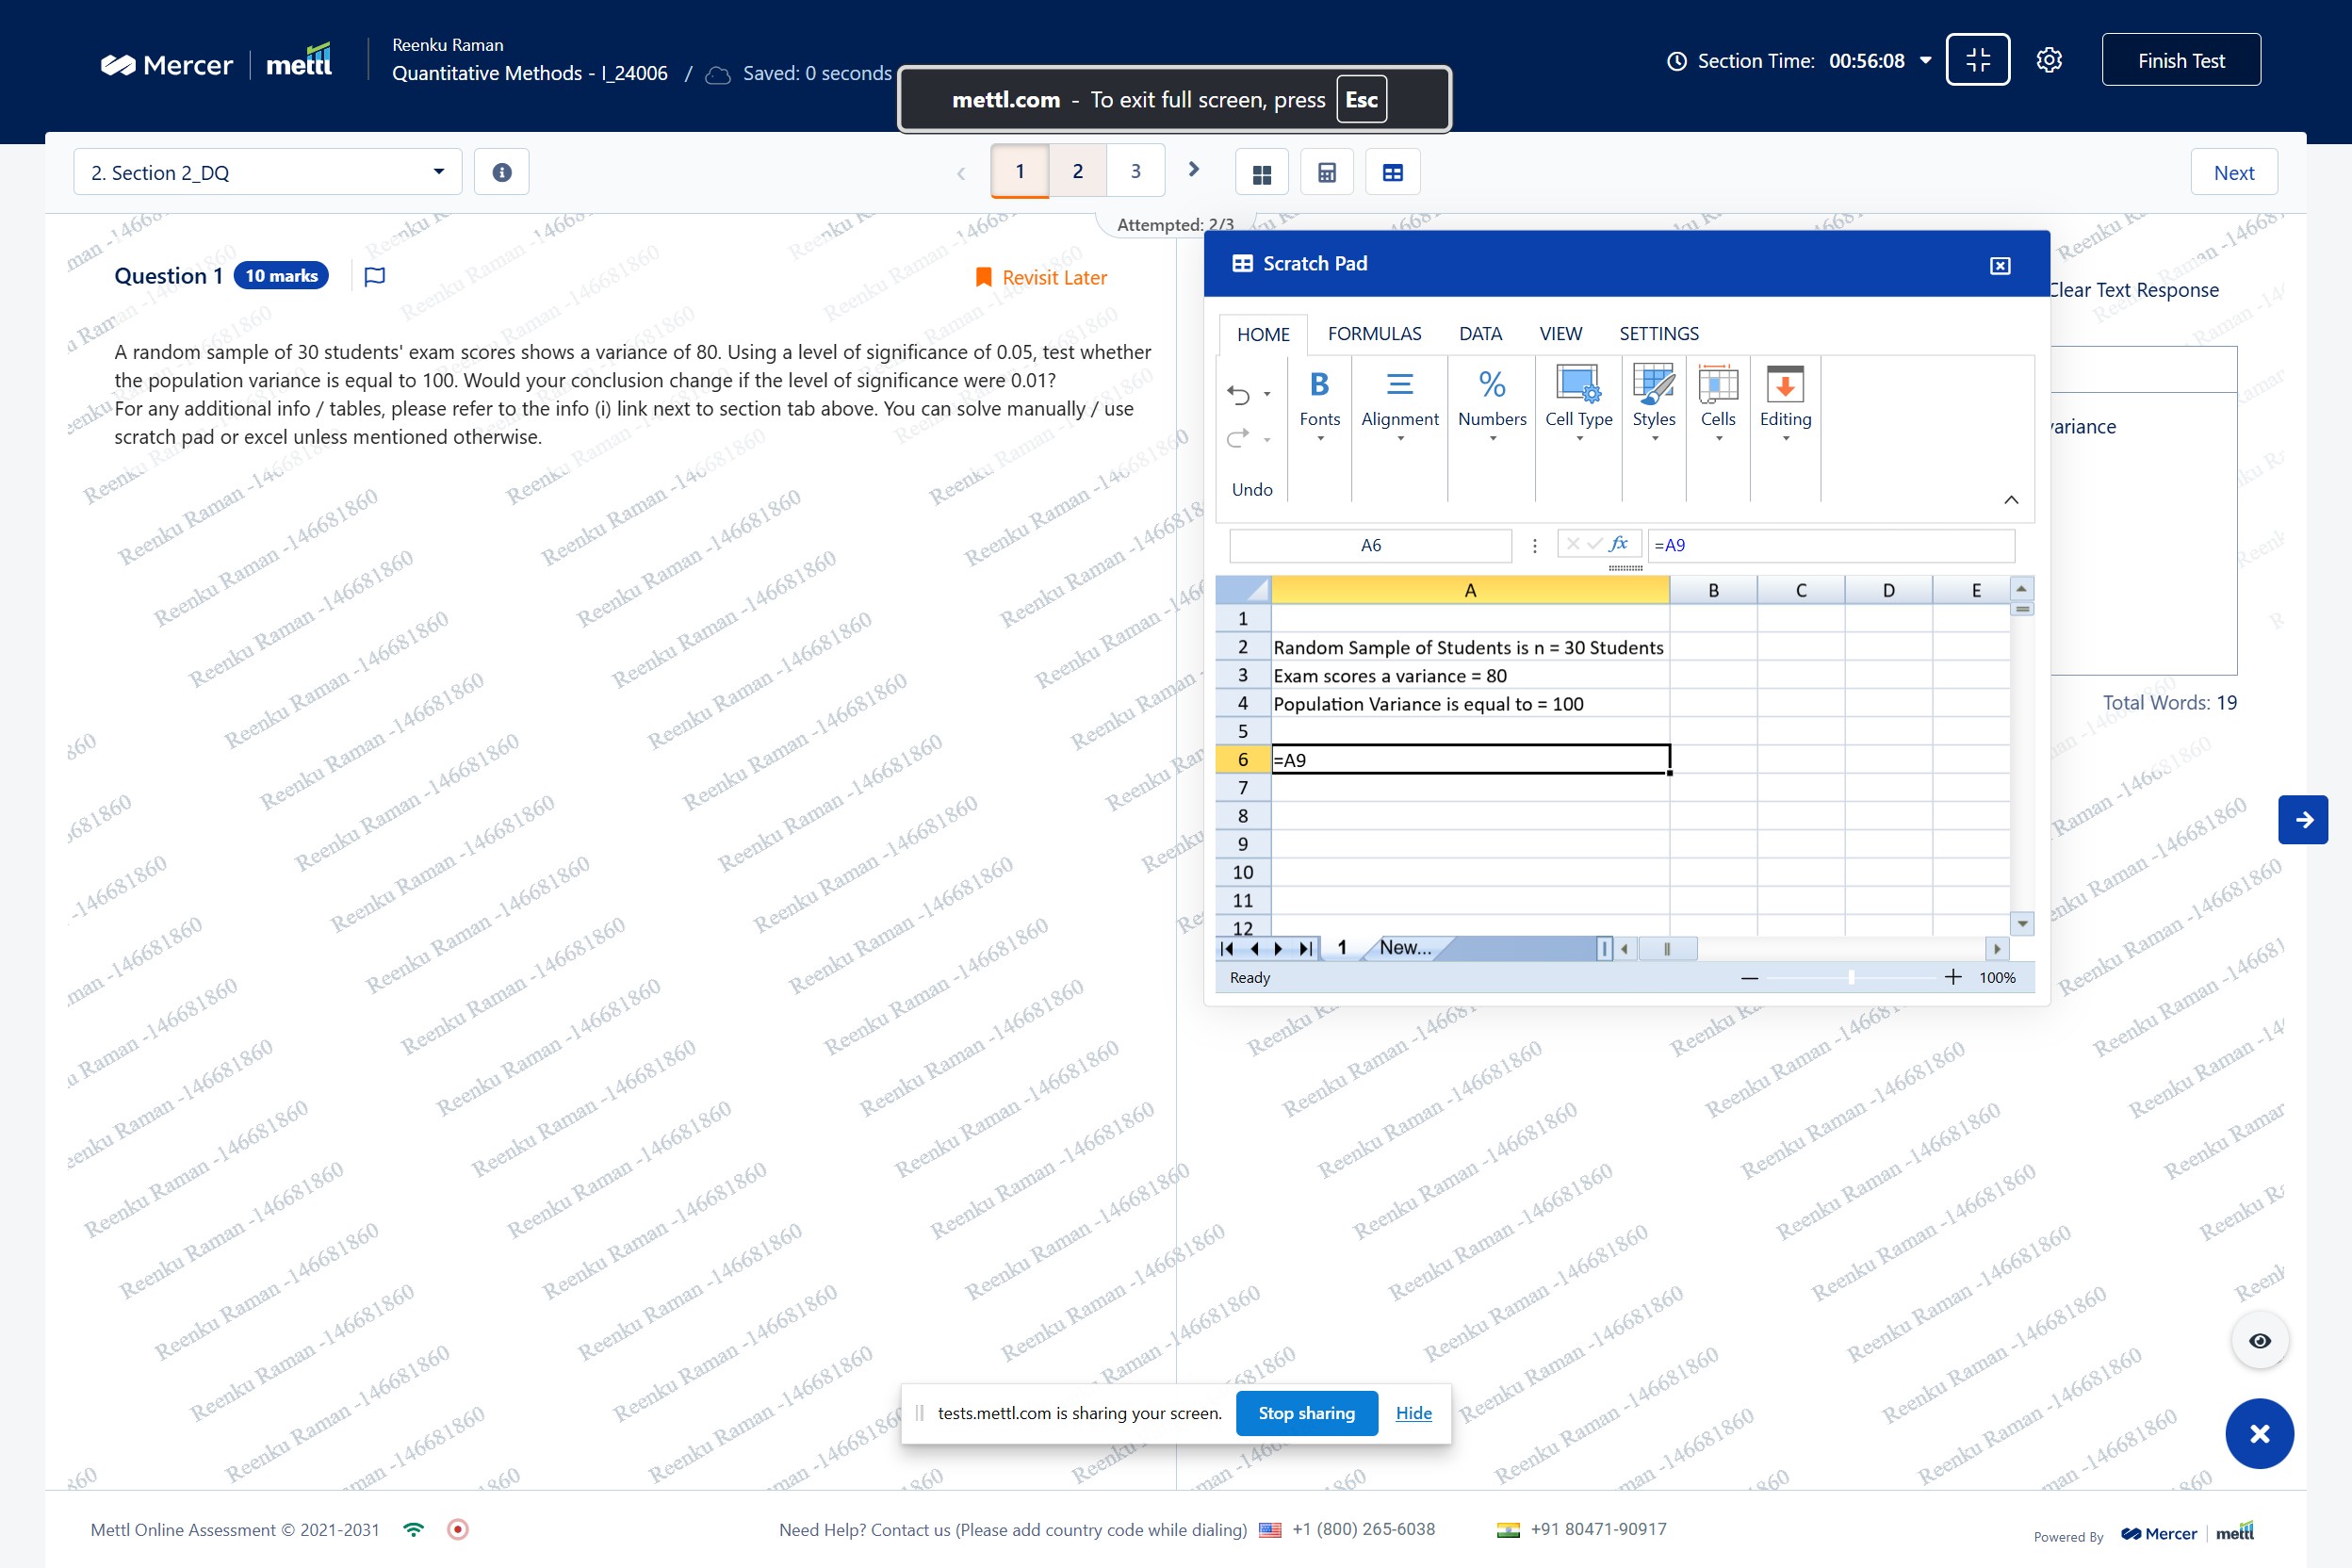 Mercer | mettl
Reenku Raman
Quantitative Methods - I_24006 / Saved: 0 seconds
mettl.com - To exit full screen, press Esc
Section Time: 00:56:08
Finish Test
2. Section 2_DQ
1 2 3
Next
Attempted: 2/3
Question 1 10 marks
Revisit Later
A random sample of 30 students' exam scores shows a variance of 80. Using a level of significance of 0.05, test whether
the population variance is equal to 100. Would your conclusion change if the level of significance were 0.01?
For any additional info / tables, please refer to the info (i) link next to section tab above. You can solve manually / use
scratch pad or excel unless mentioned otherwise.
Scratch Pad
Clear Text Response
HOME FORMULAS DATA VIEW SETTINGS
Undo
B Fonts
Alignment
% Numbers
Cell Type
Styles
Cells
Editing
variance
A6 fx =A9
A B C D E
1
2 Random Sample of Students is n = 30 Students
3 Exam scores a variance = 80
4 Population Variance is equal to = 100
5
6 =A9
7
8
9
10
11
12
Total Words: 19
1 New...
Ready
100%
Reenku Raman -146681860
tests.mettl.com is sharing your screen. Stop sharing Hide
Mettl Online Assessment © 2021-2031
Need Help? Contact us (Please add country code while dialing) +1 (800) 265-6038 +91 80471-90917
Powered By Mercer | mettl